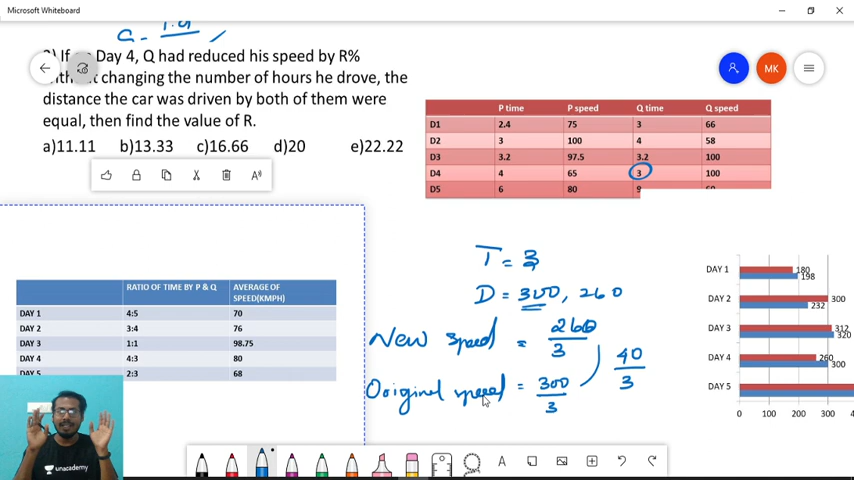 Microsoft Whiteboard
Day 4, Q had reduced his speed by R%
changing the number of hours he drove, the
distance the car was driven by both of them were
equal, then find the value of R.
a)11.11 b)13.33 c)16.66 d)20 e)22.22
MK
P time P speed Q time Q speed
D1 2.4 75 3 66
D2 3 100 4 58
D3 3.2 97.5 3.2 100
D4 4 65 3 100
D5 6 80
RATIO OF TIME BY P & Q AVERAGE OF SPEED(KMPH)
DAY 1 4:5 70
DAY 2 3:4 76
DAY 3 1:1 98.75
DAY 4 4:3 80
DAY 5 2:3 68
T = 3
D = 300, 260
New speed = 260/3
40/3
Original speed = 300/3
DAY 1 180 198
DAY 2 300 232
DAY 3 312 320
DAY 4 260 300
DAY 5
0 100 200 300 4
unacademy
A